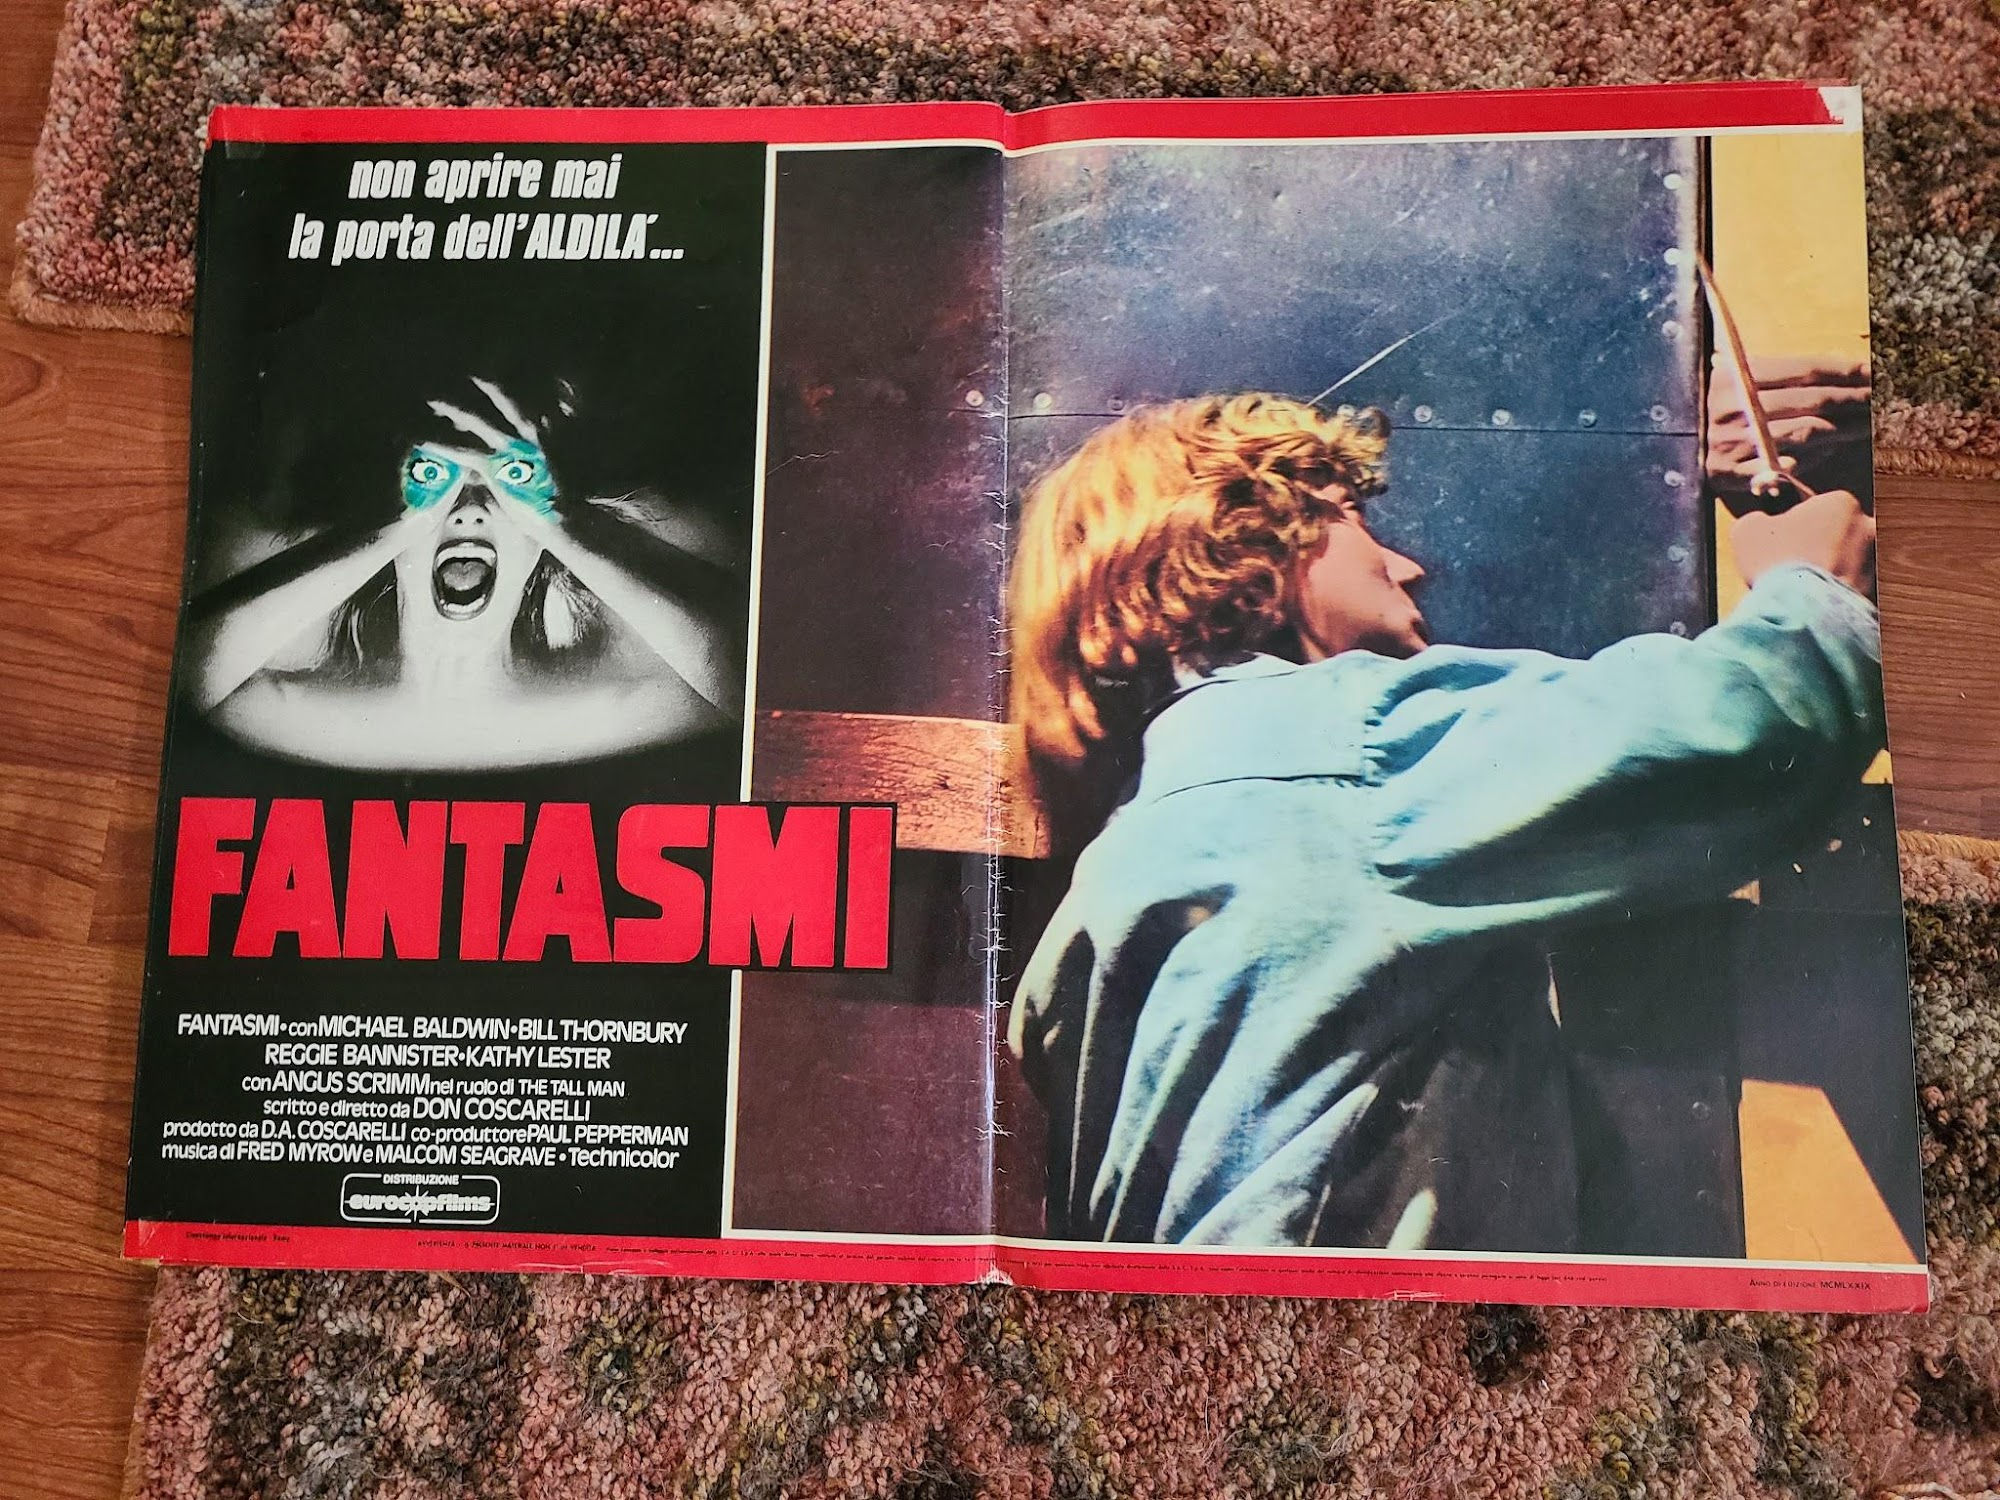 non aprire mai
la porta dell'ALDILÁ...
FANTASMI
FANTASMI•con MICHAEL BALDWIN•BILL THORNBURY
REGGIE BANNISTER•KATHY LESTER
con ANGUS SCRIMM nel ruolo di THE TALL MAN
scritto e diretto da DON COSCARELLI
prodotto da D.A. COSCARELLI co-produttore PAUL PEPPERMAN
musica di FRED MYROW e MALCOM SEAGRAVE • Technicolor
DISTRIBUZIONE
eurocopfilms
ANNO DI EDIZIONE MCMLXXIX